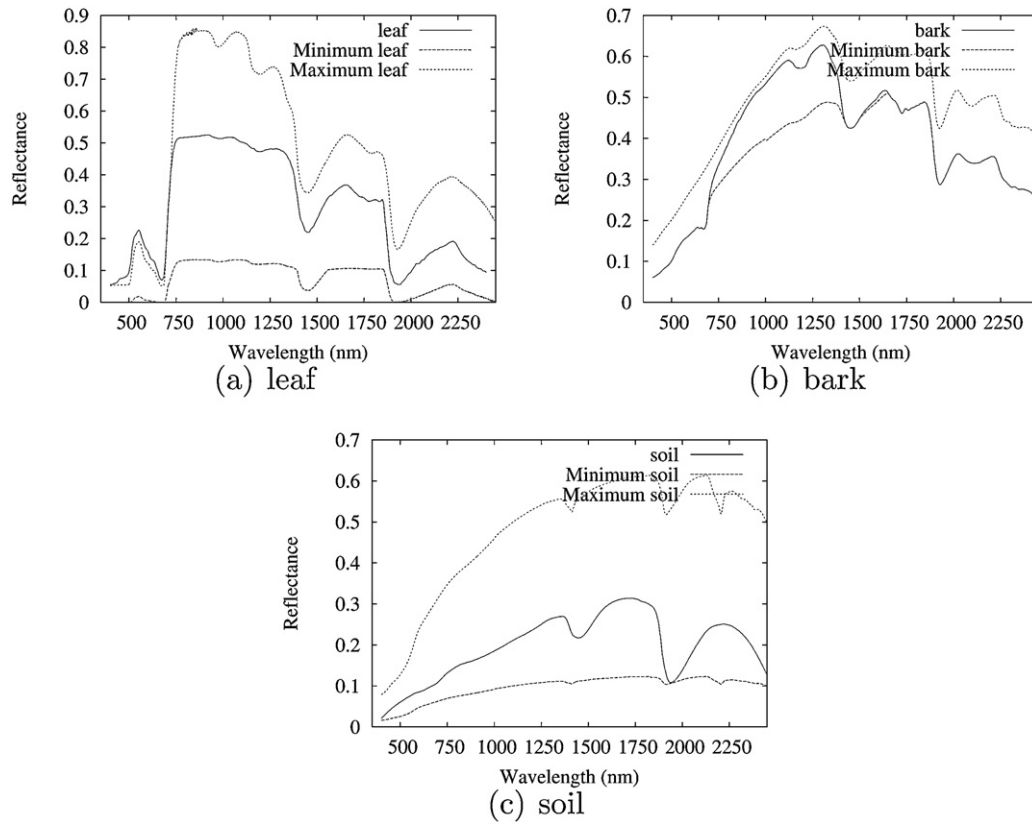 0.9
0.8
0.7
0.6
0.5
0.4
0.3
0.2
0.1
0
Reflectance
leaf
Minimum leaf
Maximum leaf
500 750 1000 1250 1500 1750 2000 2250
Wavelength (nm)
(a) leaf
0.7
0.6
0.5
0.4
0.3
0.2
0.1
0
Reflectance
bark
Minimum bark
Maximum bark
500 750 1000 1250 1500 1750 2000 2250
Wavelength (nm)
(b) bark
0.7
0.6
0.5
0.4
0.3
0.2
0.1
0
Reflectance
soil
Minimum soil
Maximum soil
500 750 1000 1250 1500 1750 2000 2250
Wavelength (nm)
(c) soil